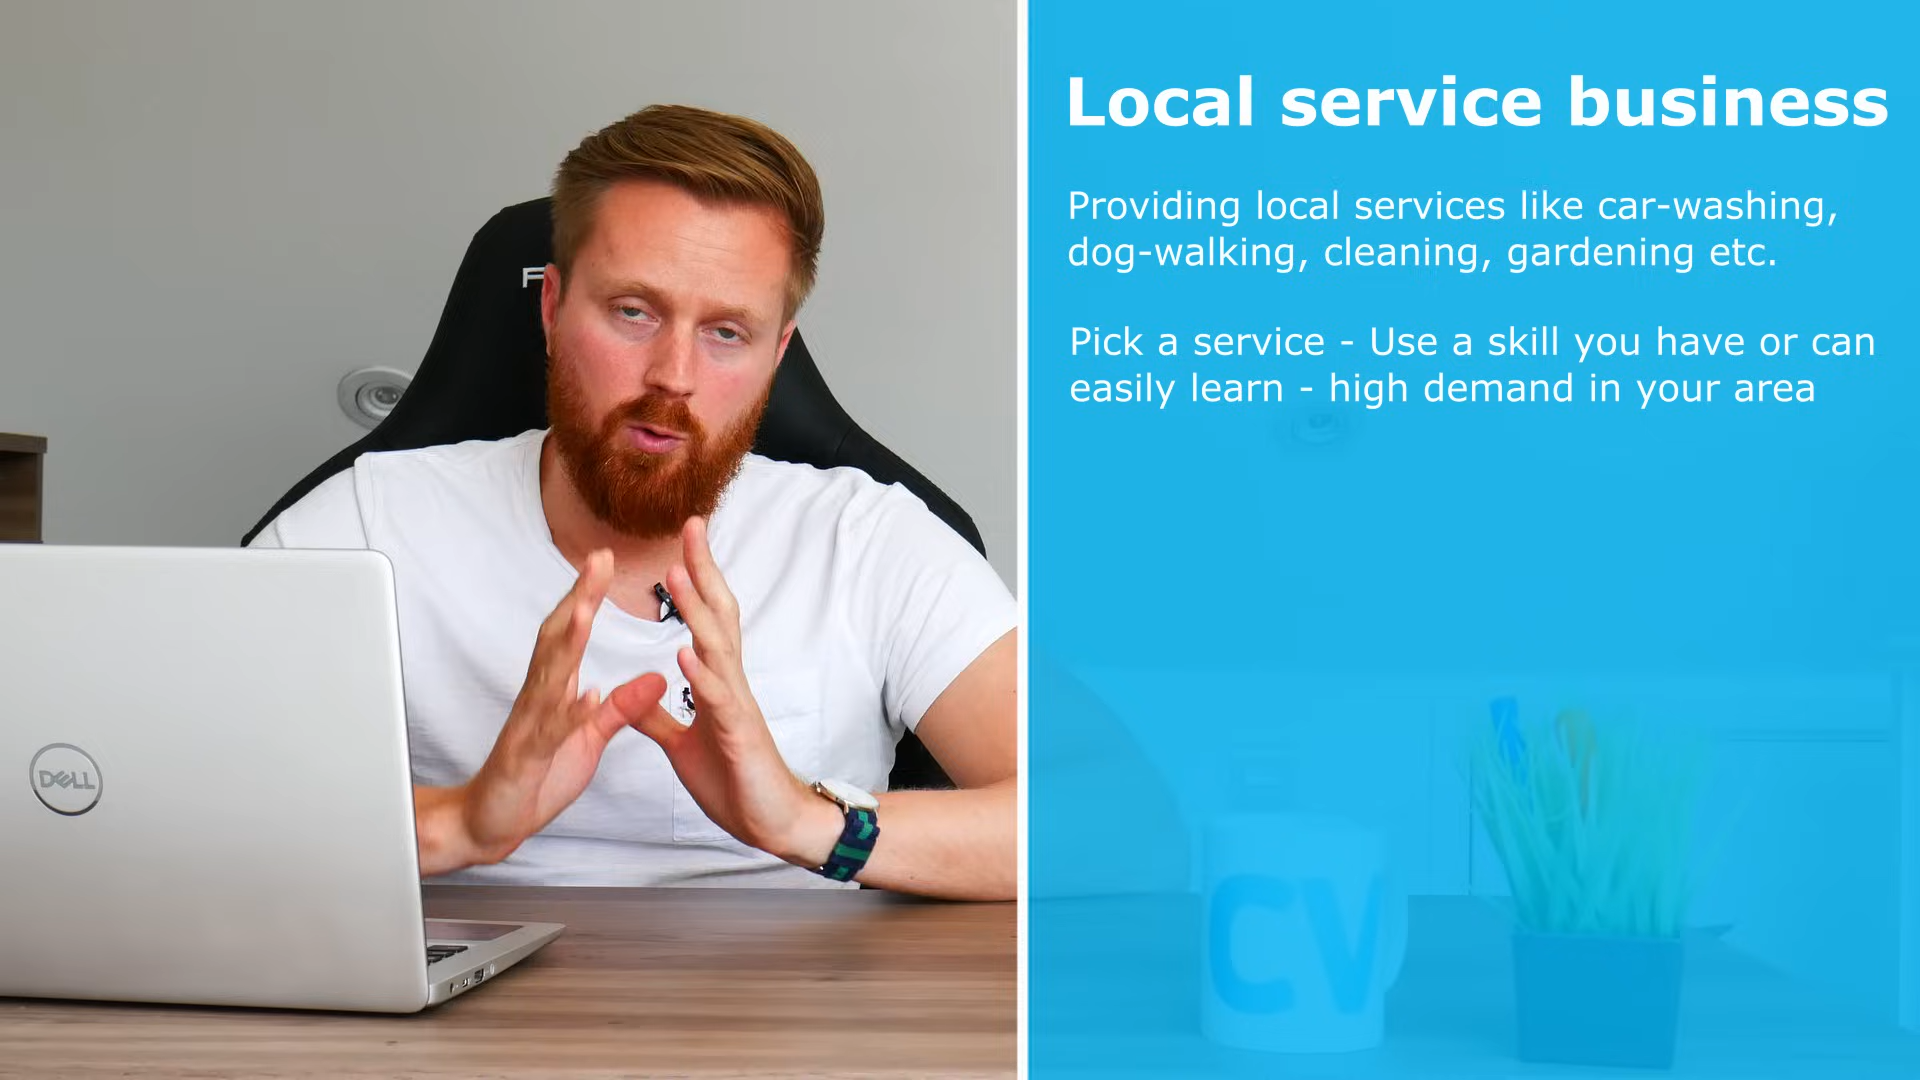 Local service business
Providing local services like car-washing,
dog-walking, cleaning, gardening etc.
Pick a service - Use a skill you have or can
easily learn - high demand in your area
F
DELL
CV